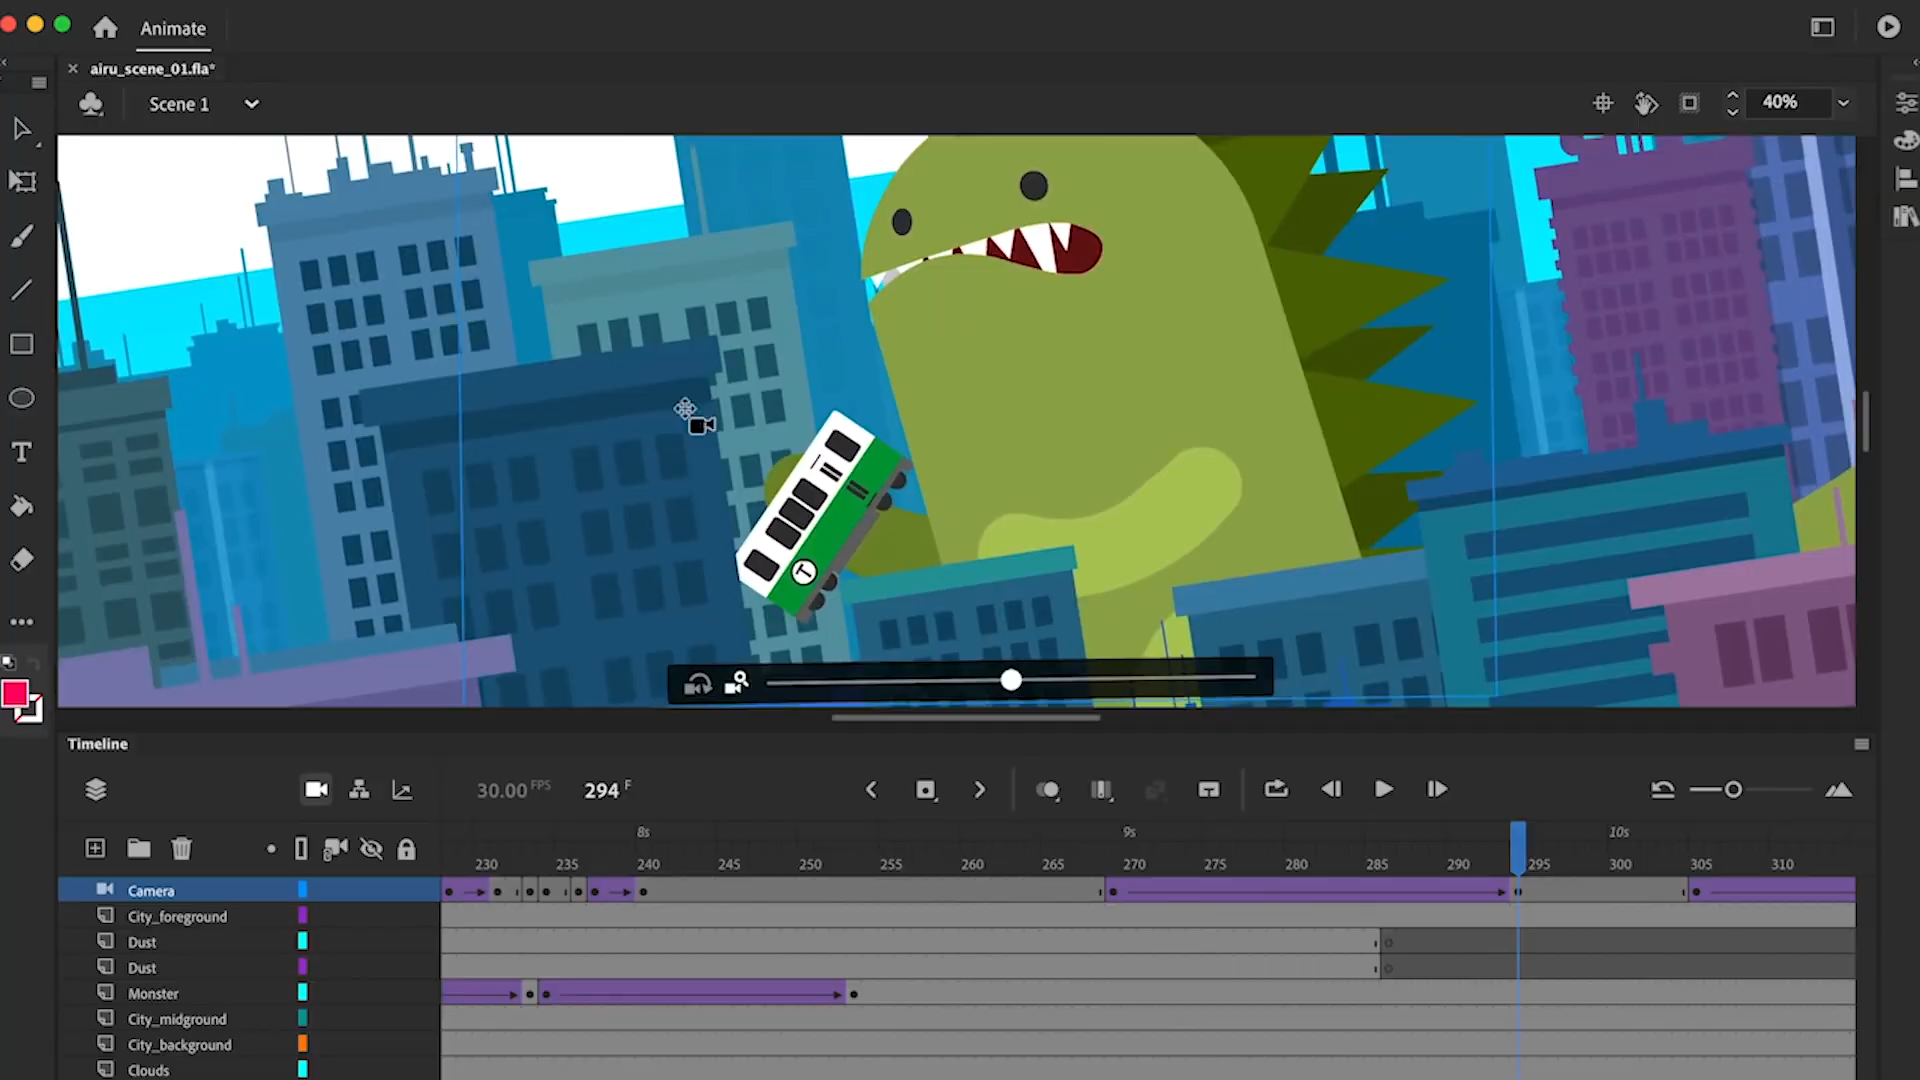 Animate
airu_scene_01.fla*
Scene 1
40%
T
T
Timeline
30.00 FPS 294 F
8s 9s 10s
230 235 240 245 250 255 260 265 270 275 280 285 290 295 300 305 310
Camera
City_foreground
Dust
Dust
Monster
City_midground
City_background
Clouds